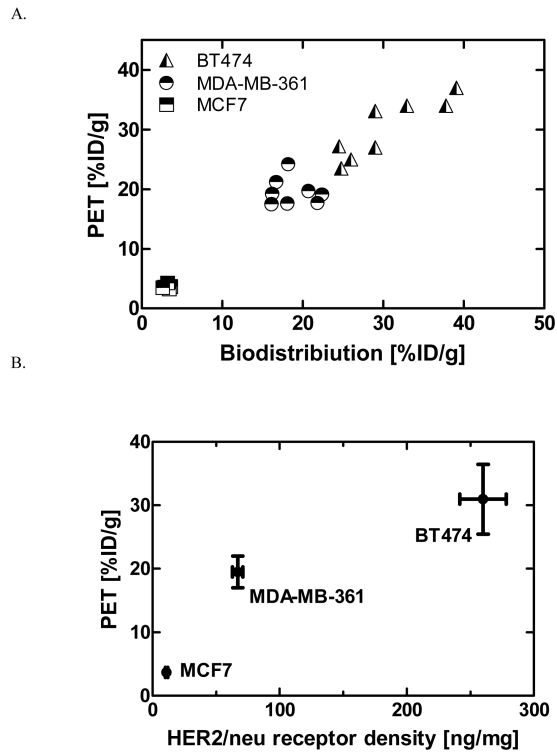 A.
BT474
MDA-MB-361
MCF7
40
30
20
10
0
PET [%ID/g]
0 10 20 30 40 50
Biodistribiution [%ID/g]
B.
40
30
20
10
0
PET [%ID/g]
BT474
MDA-MB-361
MCF7
0 100 200 300
HER2/neu receptor density [ng/mg]